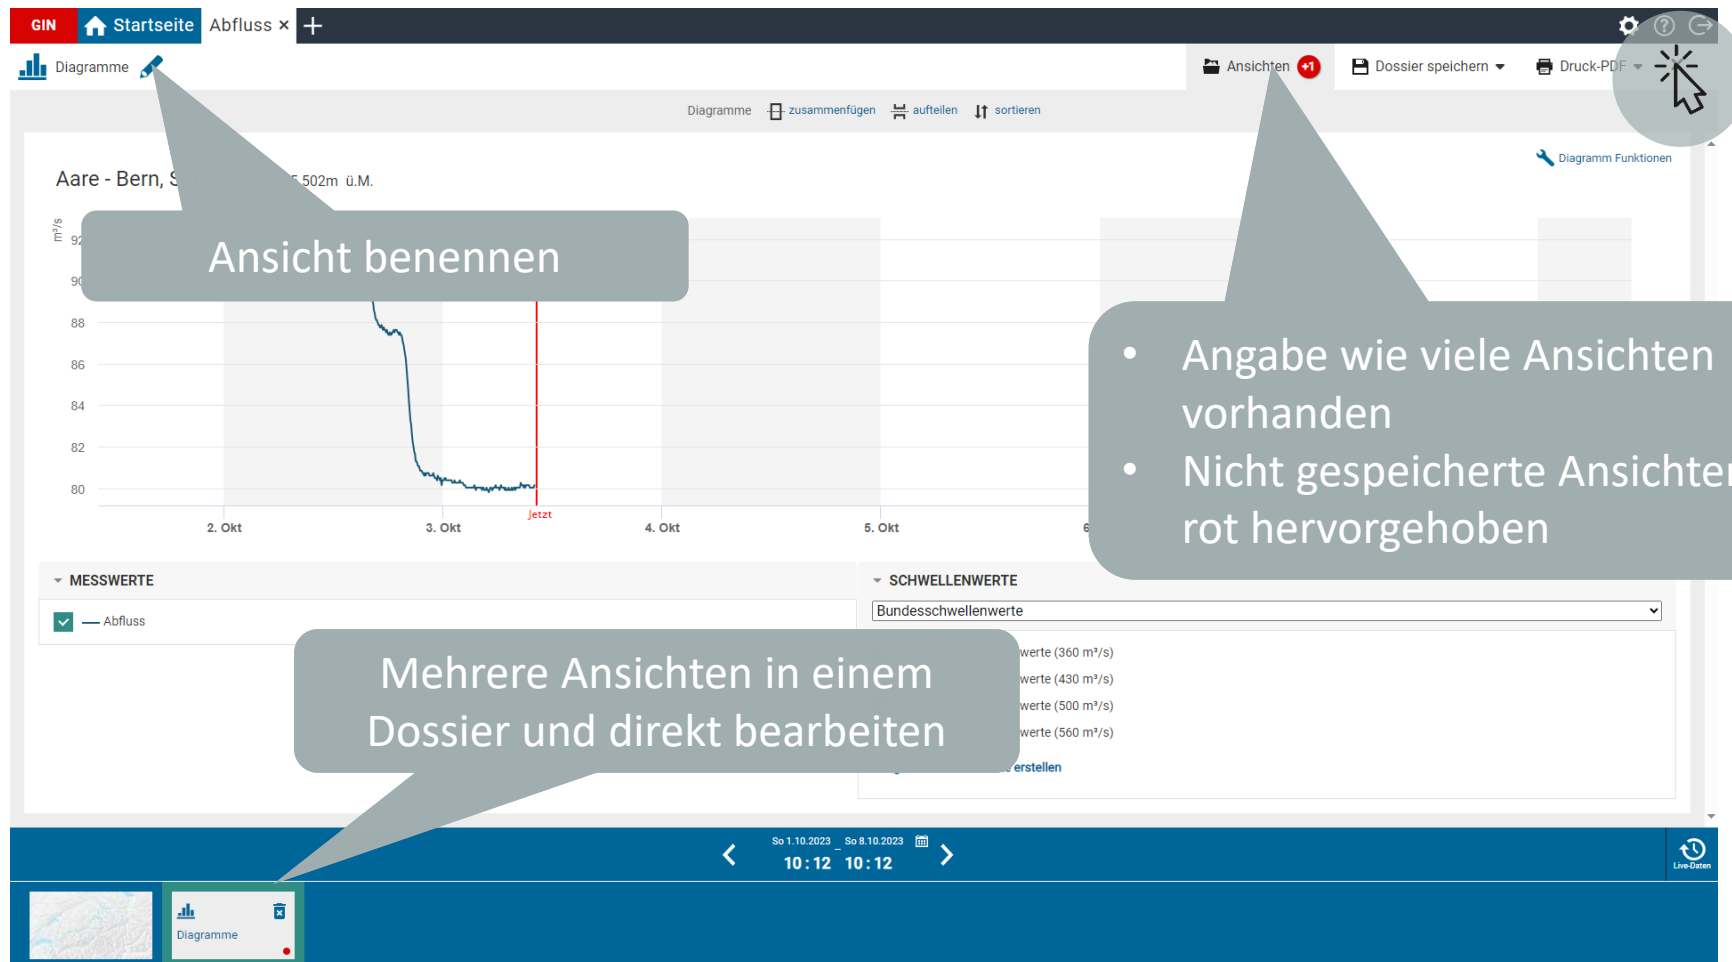 GIN Startseite Abfluss × +
Diagramme
Ansichten +1 Dossier speichern Druck-PDF
Diagramme zusammenfügen aufteilen sortieren
Diagramm Funktionen
Aare - Bern, S 502m ü.M.
m³/s
92
90
88
86
84
82
80
Jetzt
2. Okt 3. Okt 4. Okt 5. Okt
Ansicht benennen
• Angabe wie viele Ansichten
vorhanden
• Nicht gespeicherte Ansichten
rot hervorgehoben
MESSWERTE
Abfluss
SCHWELLENWERTE
Bundesschwellenwerte
werte (360 m³/s)
werte (430 m³/s)
werte (500 m³/s)
werte (560 m³/s)
erstellen
Mehrere Ansichten in einem
Dossier und direkt bearbeiten
So 1.10.2023 – So 8.10.2023
10:12 10:12
Live-Daten
Diagramme